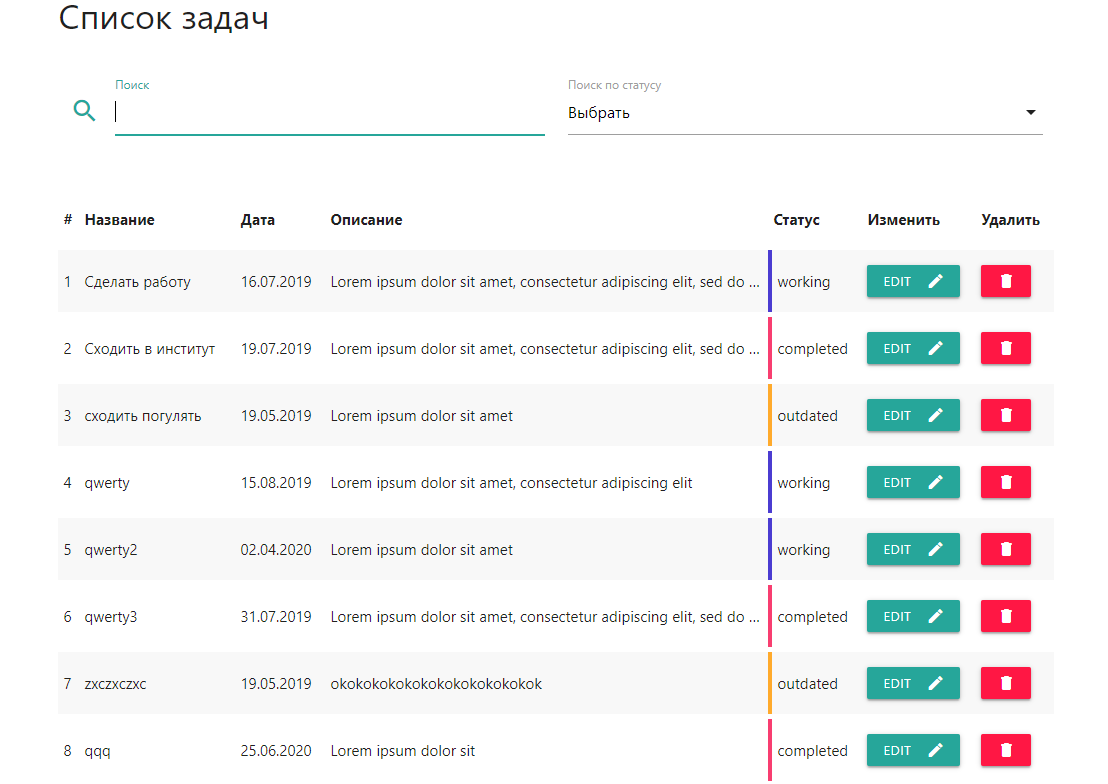 Список задач
Поиск
Поиск по статусу
Выбрать
# Название Дата Описание Статус Изменить Удалить
1 Сделать работу 16.07.2019 Lorem ipsum dolor sit amet, consectetur adipiscing elit, sed do ... working EDIT
2 Сходить в институт 19.07.2019 Lorem ipsum dolor sit amet, consectetur adipiscing elit, sed do ... completed EDIT
3 сходить погулять 19.05.2019 Lorem ipsum dolor sit amet outdated EDIT
4 qwerty 15.08.2019 Lorem ipsum dolor sit amet, consectetur adipiscing elit working EDIT
5 qwerty2 02.04.2020 Lorem ipsum dolor sit amet working EDIT
6 qwerty3 31.07.2019 Lorem ipsum dolor sit amet, consectetur adipiscing elit, sed do ... completed EDIT
7 zxczxczxc 19.05.2019 okokokokokokokokokokokokok outdated EDIT
8 qqq 25.06.2020 Lorem ipsum dolor sit completed EDIT